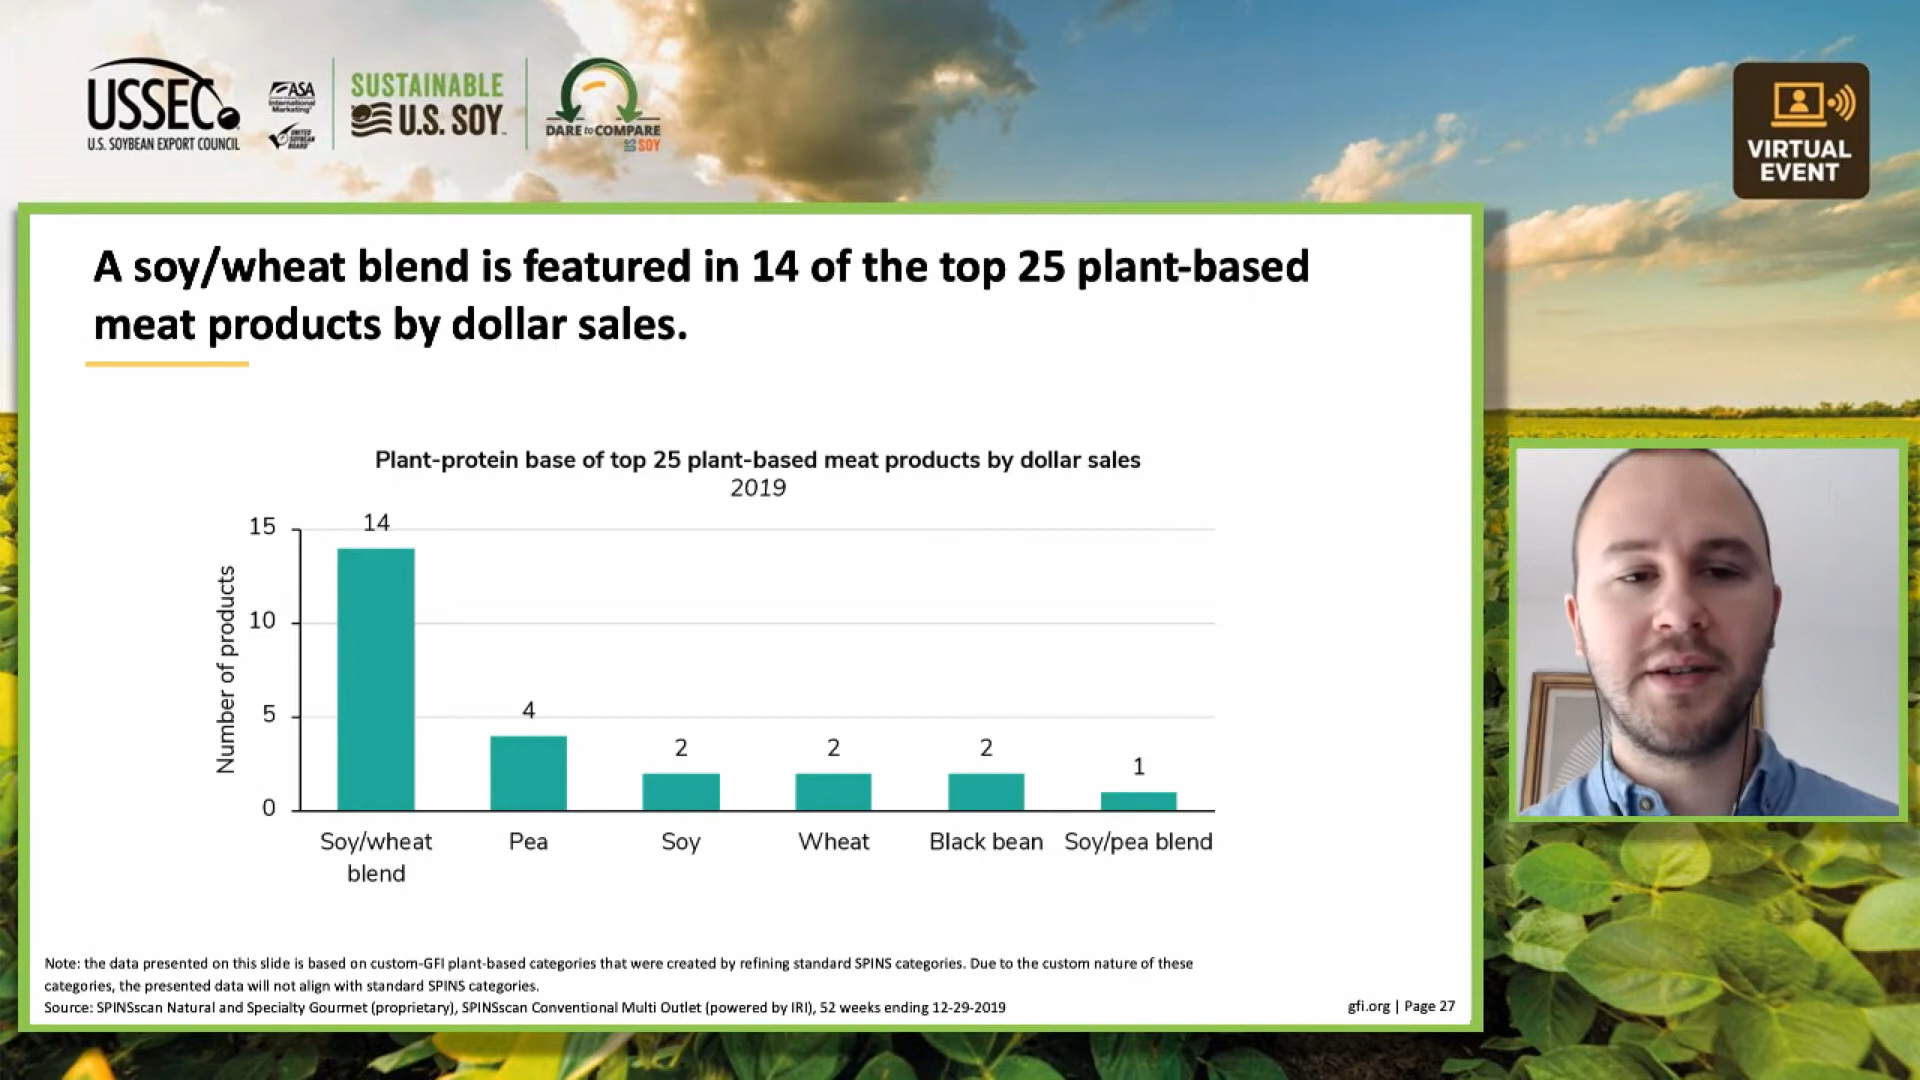 USSEC
U.S. SOYBEAN EXPORT COUNCIL
ASA
International
Marketing
UNITED
SOYBEAN
BOARD
SUSTAINABLE
U.S. SOY
DARE to COMPARE
US SOY
VIRTUAL
EVENT
A soy/wheat blend is featured in 14 of the top 25 plant-based
meat products by dollar sales.
Plant-protein base of top 25 plant-based meat products by dollar sales
2019
Number of products
15
10
5
0
14
4
2
2
2
1
Soy/wheat
blend
Pea
Soy
Wheat
Black bean
Soy/pea blend
Note: the data presented on this slide is based on custom-GFI plant-based categories that were created by refining standard SPINS categories. Due to the custom nature of these
categories, the presented data will not align with standard SPINS categories.
Source: SPINSscan Natural and Specialty Gourmet (proprietary), SPINSscan Conventional Multi Outlet (powered by IRI), 52 weeks ending 12-29-2019
gfi.org | Page 27